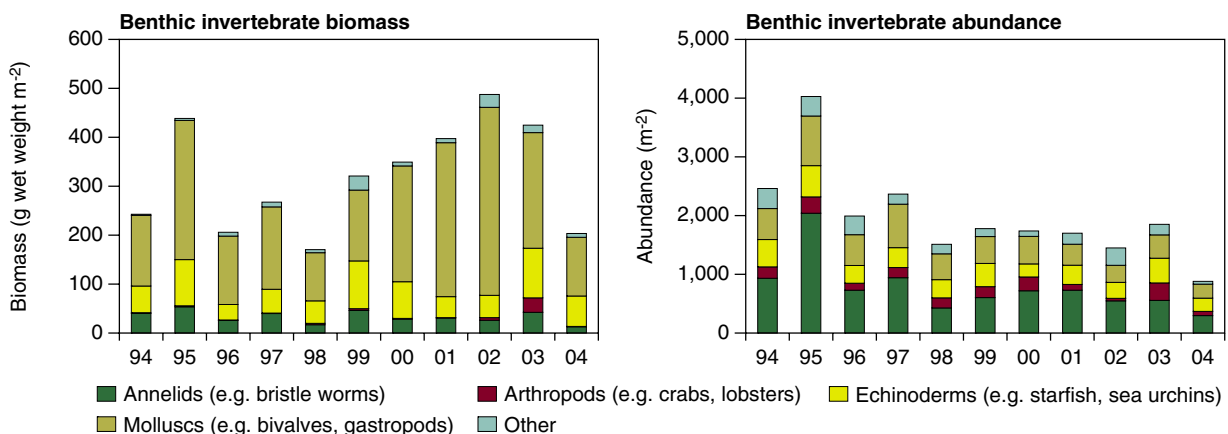 Benthic invertebrate biomass
Biomass (g wet weight m-2)
600
500
400
300
200
100
0
94 95 96 97 98 99 00 01 02 03 04
Benthic invertebrate abundance
Abundance (m-2)
5,000
4,000
3,000
2,000
1,000
0
94 95 96 97 98 99 00 01 02 03 04
Annelids (e.g. bristle worms) Arthropods (e.g. crabs, lobsters) Echinoderms (e.g. starfish, sea urchins)
Molluscs (e.g. bivalves, gastropods) Other